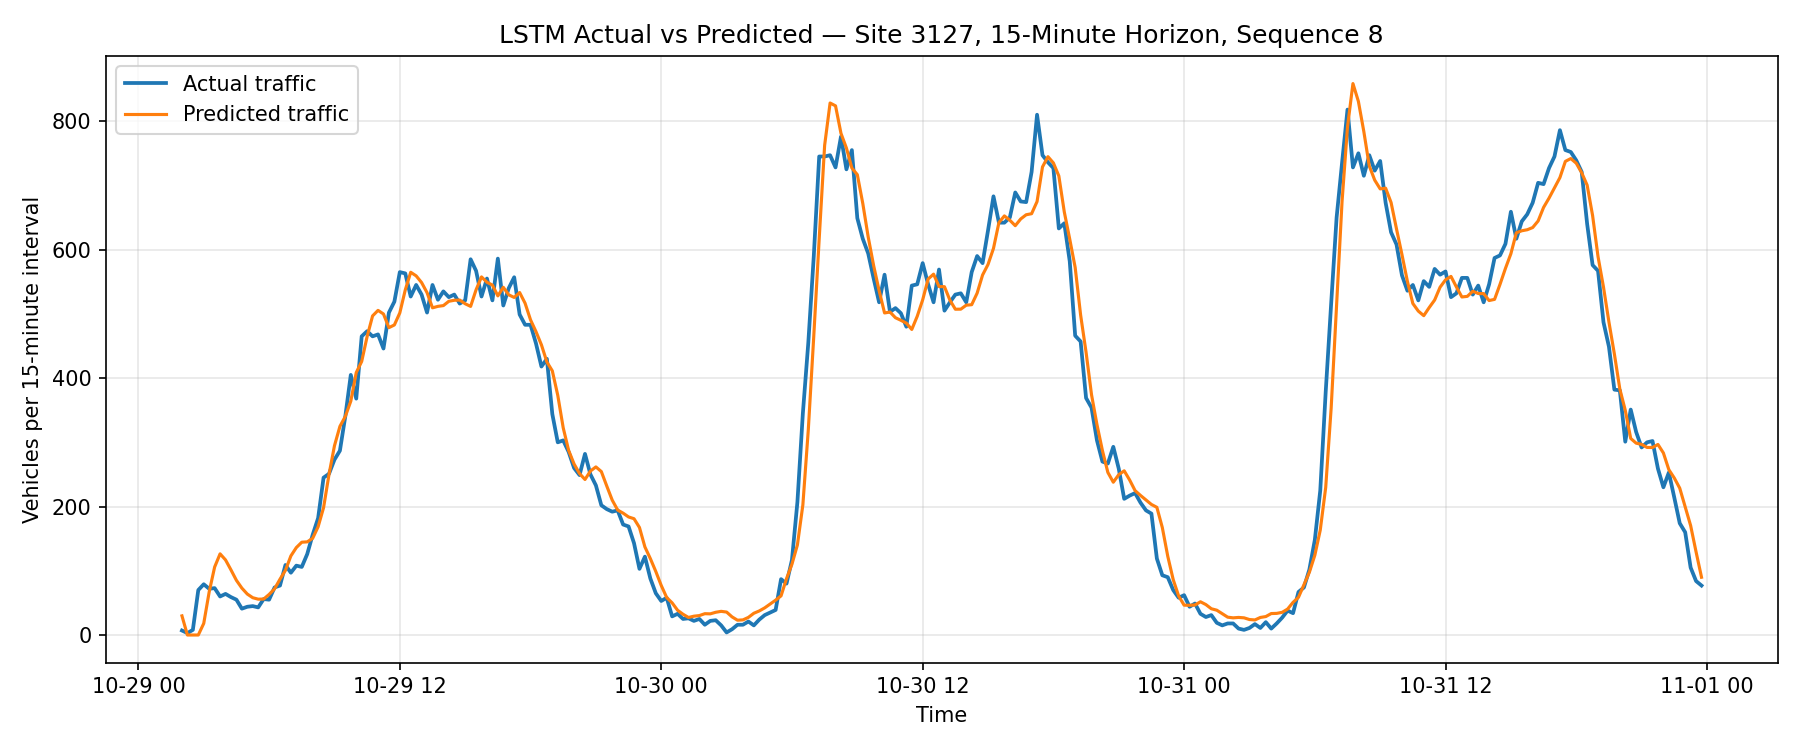 LSTM Actual vs Predicted — Site 3127, 15-Minute Horizon, Sequence 8
Actual traffic
Predicted traffic
Vehicles per 15-minute interval
800
600
400
200
0
10-29 00
10-29 12
10-30 00
10-30 12
10-31 00
10-31 12
11-01 00
Time